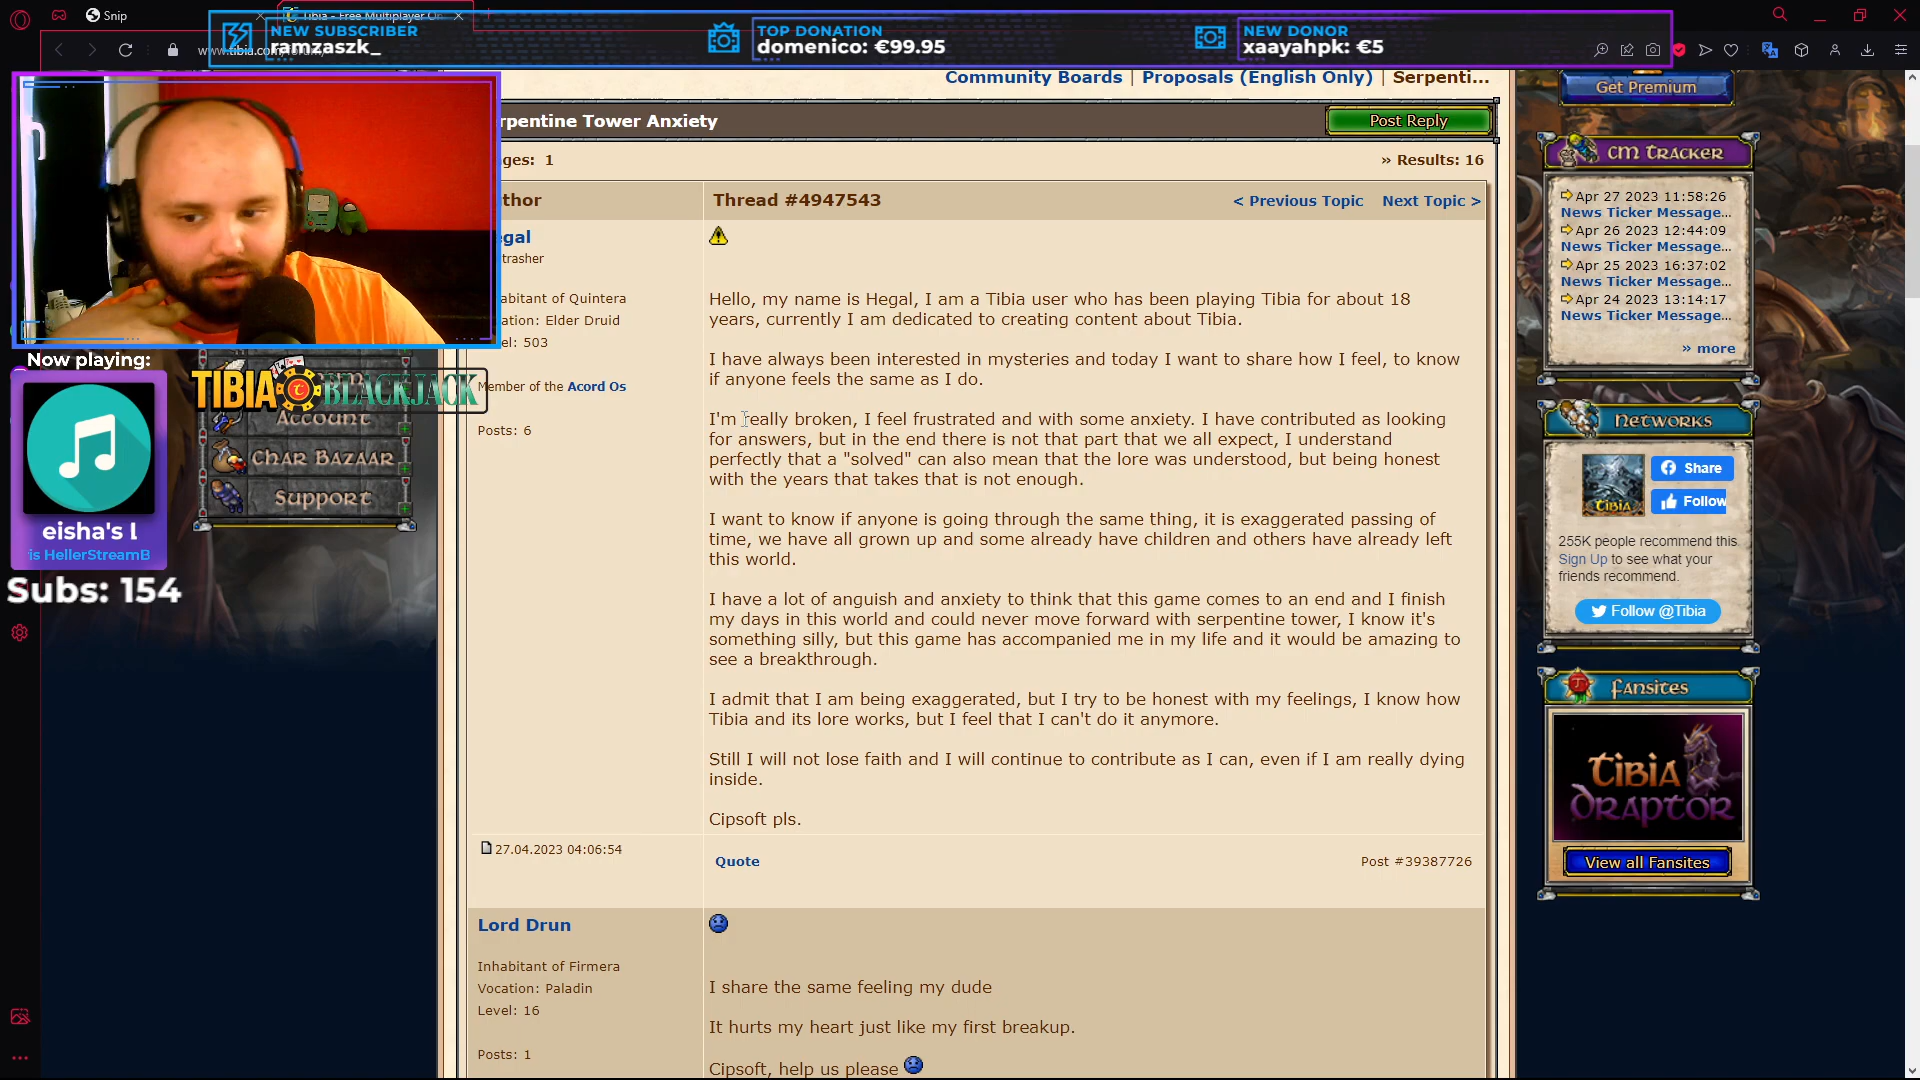 Snip
Tibia - Free Multiplayer On
NEW SUBSCRIBER
ramzaszk_
TOP DONATION
domenico: €99.95
NEW DONOR
xaayahpk: €5
Community Boards | Proposals (English Only) | Serpenti...
rpentine Tower Anxiety
Post Reply
ges: 1
» Results: 16
thor
Thread #4947543
< Previous Topic
Next Topic >
egal
trasher
abitant of Quintera
ation: Elder Druid
el: 503
Member of the Acord Os
Posts: 6
Hello, my name is Hegal, I am a Tibia user who has been playing Tibia for about 18
years, currently I am dedicated to creating content about Tibia.
I have always been interested in mysteries and today I want to share how I feel, to know
if anyone feels the same as I do.
I'm really broken, I feel frustrated and with some anxiety. I have contributed as looking
for answers, but in the end there is not that part that we all expect, I understand
perfectly that a "solved" can also mean that the lore was understood, but being honest
with the years that takes that is not enough.
I want to know if anyone is going through the same thing, it is exaggerated passing of
time, we have all grown up and some already have children and others have already left
this world.
I have a lot of anguish and anxiety to think that this game comes to an end and I finish
my days in this world and could never move forward with serpentine tower, I know it's
something silly, but this game has accompanied me in my life and it would be amazing to
see a breakthrough.
I admit that I am being exaggerated, but I try to be honest with my feelings, I know how
Tibia and its lore works, but I feel that I can't do it anymore.
Still I will not lose faith and I will continue to contribute as I can, even if I am really dying
inside.
Cipsoft pls.
27.04.2023 04:06:54
Quote
Post #39387726
Lord Drun
Inhabitant of Firmera
Vocation: Paladin
Level: 16
Posts: 1
I share the same feeling my dude
It hurts my heart just like my first breakup.
Cipsoft, help us please
Now playing:
TIBIA BLACKJACK
Account
Char Bazaar
Support
eisha's l
is HellerStreamB
Subs: 154
Get Premium
CM Tracker
Apr 27 2023 11:58:26
News Ticker Message...
Apr 26 2023 12:44:09
News Ticker Message...
Apr 25 2023 16:37:02
News Ticker Message...
Apr 24 2023 13:14:17
News Ticker Message...
» more
Networks
TIBIA
Share
Follow
255K people recommend this
Sign Up to see what your
friends recommend.
Follow @Tibia
Fansites
TIBIA
DRAPTOR
View all Fansites